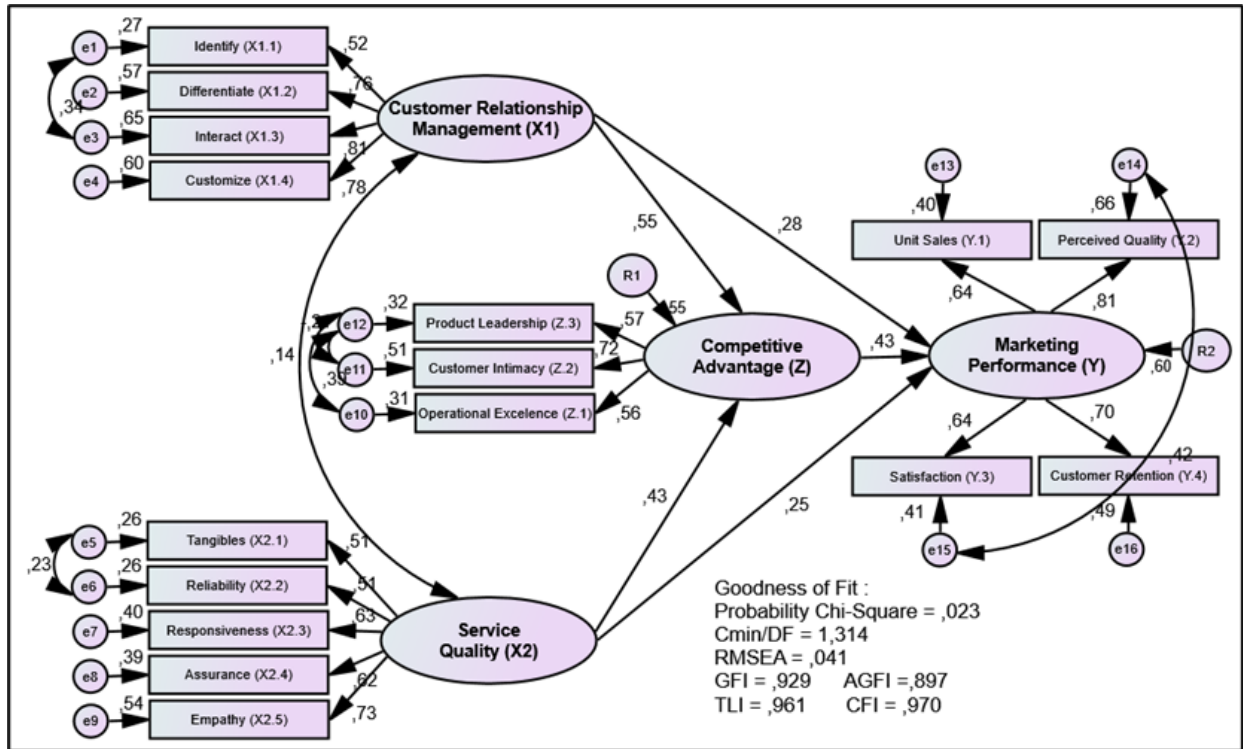 ,27
e1
Identify (X1.1)
,52
,57
e2
Differentiate (X1.2)
,76
,34
,65
e3
Interact (X1.3)
,81
,60
e4
Customize (X1.4)
,78
Customer Relationship
Management (X1)
,55
,28
,14
R1
,55
,32
e12
Product Leadership (Z.3)
,57
,51
e11
Customer Intimacy (Z.2)
,72
,39
,31
e10
Operational Excelence (Z.1)
,56
Competitive
Advantage (Z)
,43
e13
,40
Unit Sales (Y.1)
,64
e14
,66
Perceived Quality (Y.2)
,81
Marketing
Performance (Y)
R2
,60
,64
,70
Satisfaction (Y.3)
Customer Retention (Y.4)
,42
,41
e15
,49
e16
,43
,25
,26
e5
Tangibles (X2.1)
,51
,23
,26
e6
Reliability (X2.2)
,51
,40
e7
Responsiveness (X2.3)
,63
,39
e8
Assurance (X2.4)
,62
,54
e9
Empathy (X2.5)
,73
Service
Quality (X2)
Goodness of Fit :
Probability Chi-Square = ,023
Cmin/DF = 1,314
RMSEA = ,041
GFI = ,929 AGFI = ,897
TLI = ,961 CFI = ,970